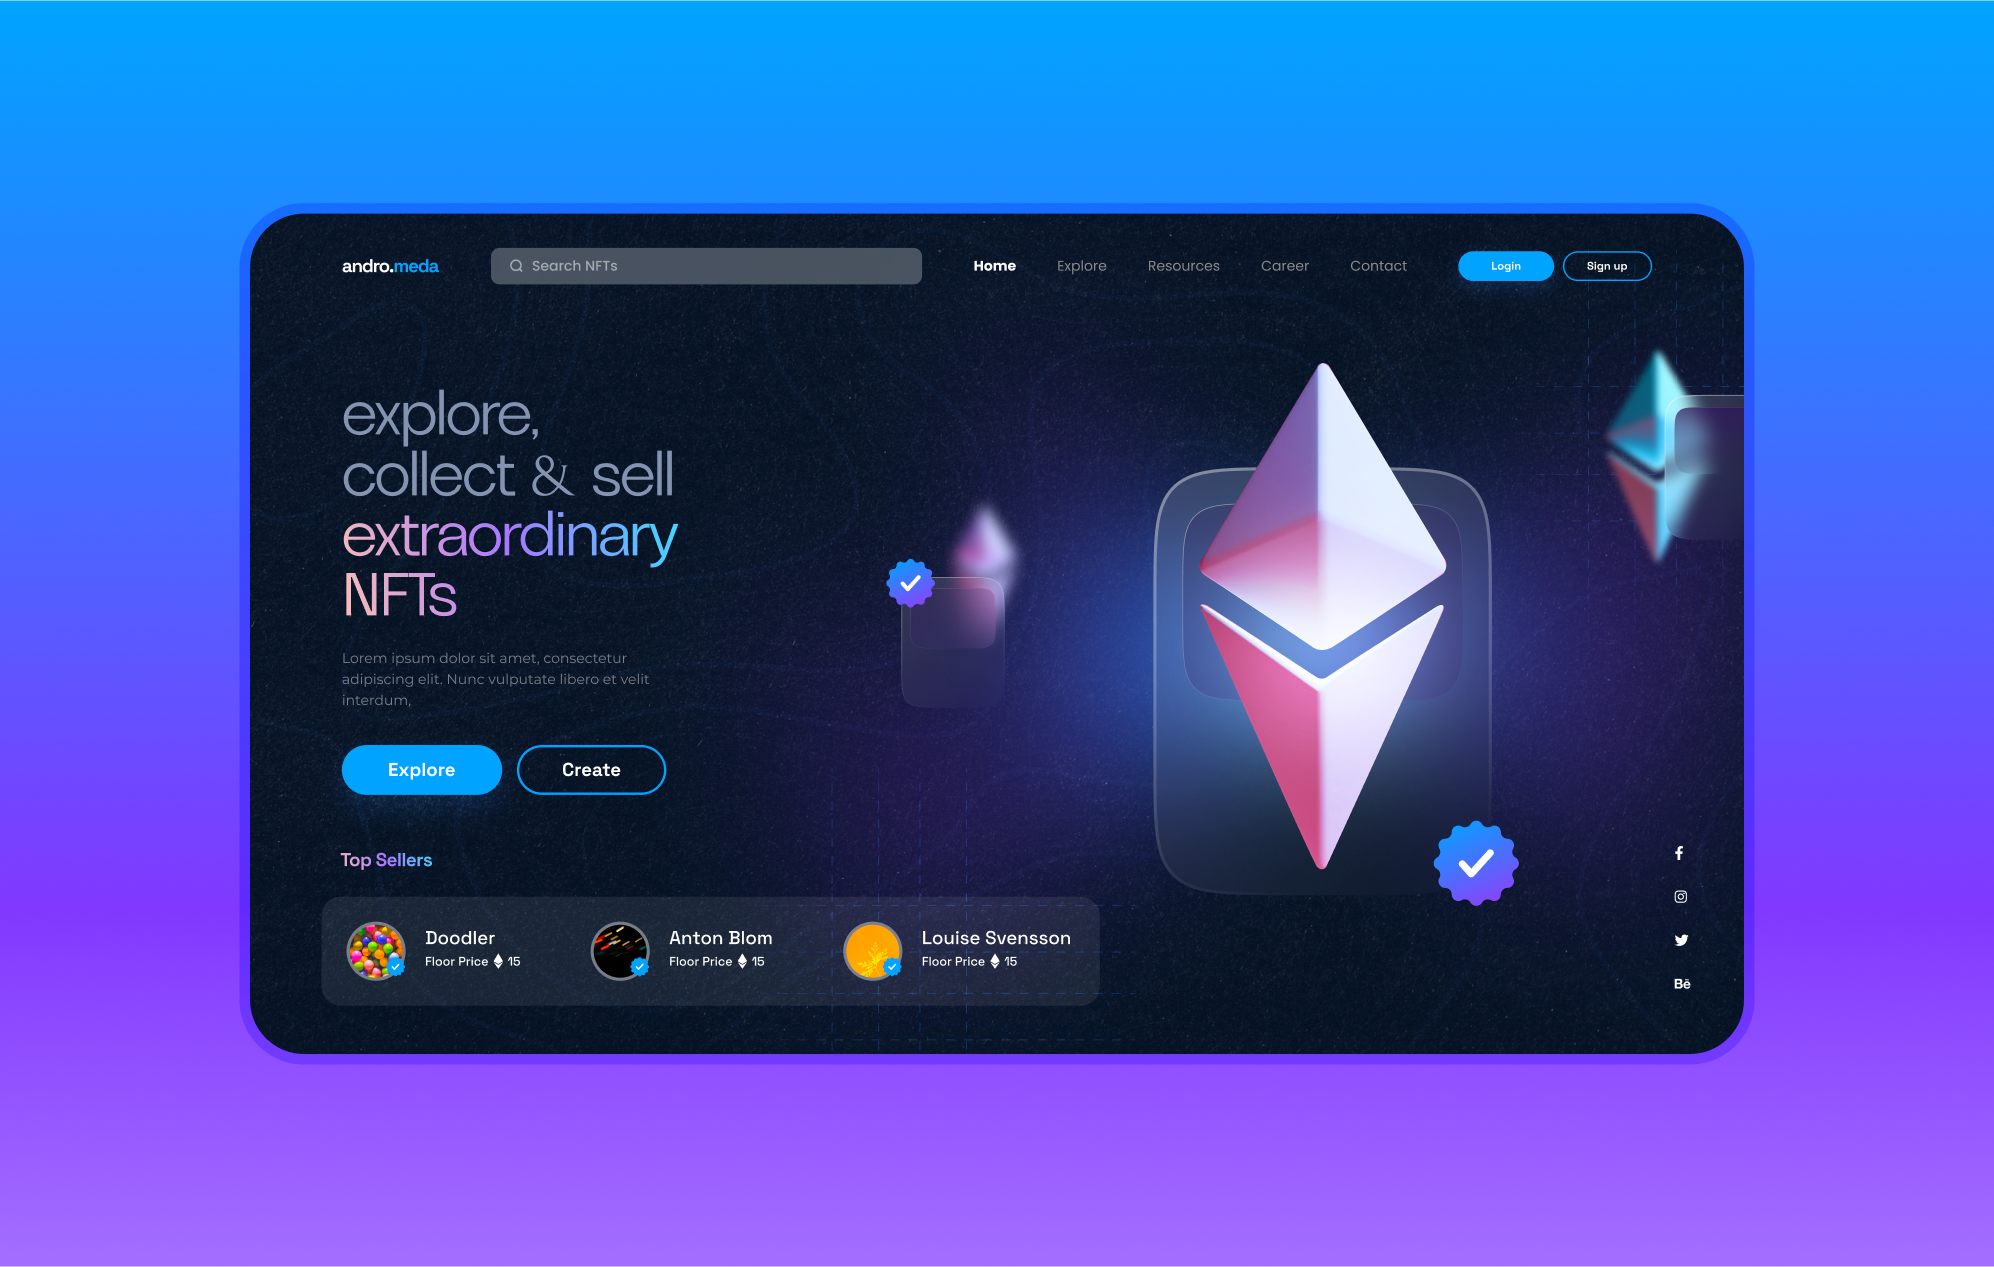 andro.meda
Search NFTs
Home
Explore
Resources
Career
Contact
Login
Sign up
explore,
collect & sell
extraordinary
NFTs
Lorem ipsum dolor sit amet, consectetur
adipiscing elit. Nunc vulputate libero et velit
interdum,
Explore
Create
Top Sellers
Doodler
Floor Price 15
Anton Blom
Floor Price 15
Louise Svensson
Floor Price 15
Bē